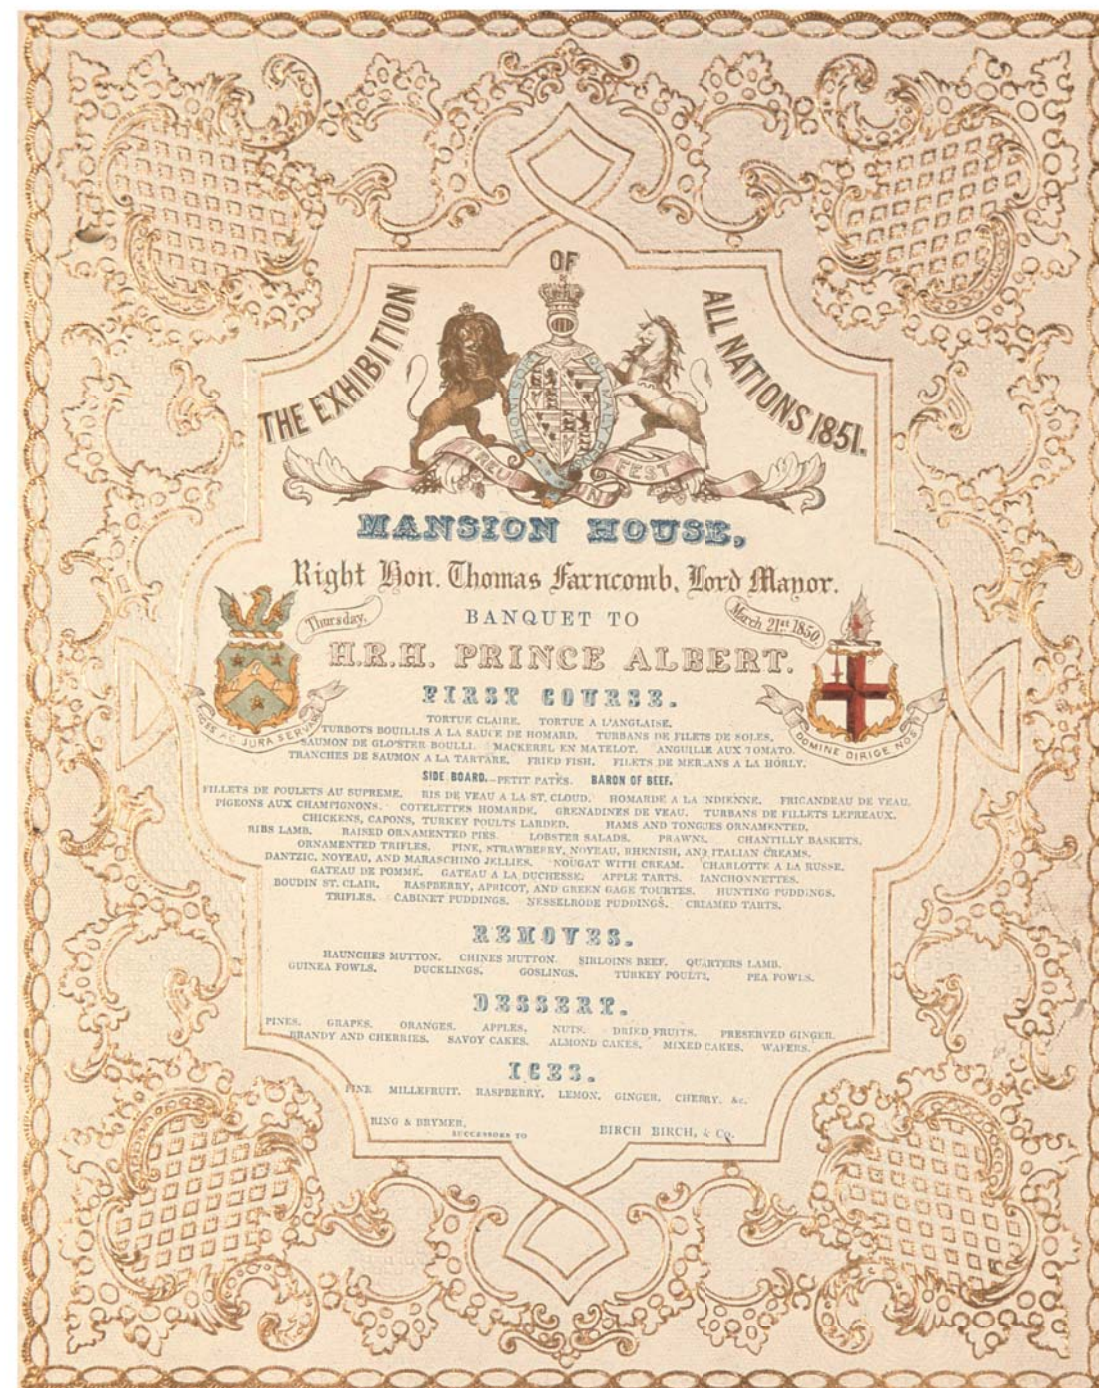 THE EXHIBITION OF ALL NATIONS 1851.
TREU UND FEST
MANSION HOUSE,
Right Hon. Thomas Farncomb, Lord Mayor.
Thursday,
BANQUET TO
March 21st 1850
H.R.H. PRINCE ALBERT.
AC JURA SERVARE
DOMINE DIRIGE NOS
FIRST COURSE.
TORTUE CLAIRE. TORTUE A L'ANGLAISE.
TURBOTS BOUILLIS A LA SAUCE DE HOMARD. TURBANS DE FILETS DE SOLES.
SAUMON DE GLO'STER BOULLI. MACKEREL EN MATELOT. ANGUILLE AUX TOMATO.
TRANCHES DE SAUMON A LA TARTARE. FRIED FISH. FILETS DE MERLANS A LA HORLY.
SIDE BOARD.—PETIT PATÉS. BARON OF BEEF.
FILLETS DE POULETS AU SUPREME. RIS DE VEAU A LA ST. CLOUD. HOMARDE A LA INDIENNE. FRICANDEAU DE VEAU.
PIGEONS AUX CHAMPIGNONS. COTELETTES HOMARDE. GRENADINES DE VEAU. TURBANS DE FILLETS LEPREAUX.
CHICKENS, CAPONS, TURKEY POULTS LARDED. HAMS AND TONGUES ORNAMENTED.
RIBS LAMB. RAISED ORNAMENTED PIES. LOBSTER SALADS. PRAWNS. CHANTILLY BASKETS.
ORNAMENTED TRIFLES. PINE, STRAWBERRY, NOYEAU, RHENISH, AND ITALIAN CREAMS.
DANTZIC, NOYEAU, AND MARASCHINO JELLIES. NOUGAT WITH CREAM. CHARLOTTE A LA RUSSE.
GATEAU DE POMME. GATEAU A LA DUCHESSE. APPLE TARTS. FANCHONNETTES.
BOUDIN ST. CLAIR. RASPBERRY, APRICOT, AND GREEN GAGE TOURTES. HUNTING PUDDINGS.
TRIFLES. CABINET PUDDINGS. NESSELRODE PUDDINGS. CREAMED TARTS.
REMOVES.
HAUNCHES MUTTON. CHINES MUTTON. SIRLOINS BEEF. QUARTERS LAMB.
GUINEA FOWLS. DUCKLINGS. GOSLINGS. TURKEY POULTS. PEA FOWLS.
DESSERT.
PINES. GRAPES. ORANGES. APPLES. NUTS. DRIED FRUITS. PRESERVED GINGER.
BRANDY AND CHERRIES. SAVOY CAKES. ALMOND CAKES. MIXED CAKES. WAFERS.
ICES.
PINE MILLEFRUIT. RASPBERRY. LEMON. GINGER. CHERRY. &c.
RING & BRYMER,
SUCCESSORS TO BIRCH BIRCH, & Co.